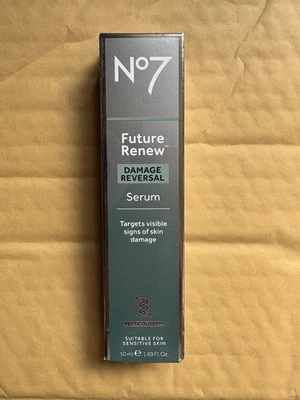 No7
Future
Renew™
DAMAGE
REVERSAL
Serum
Targets visible
signs of skin
damage
PEPTICOLOGY™
SUITABLE FOR
SENSITIVE SKIN
50 ml ℮ 1.69 Fl. Oz.